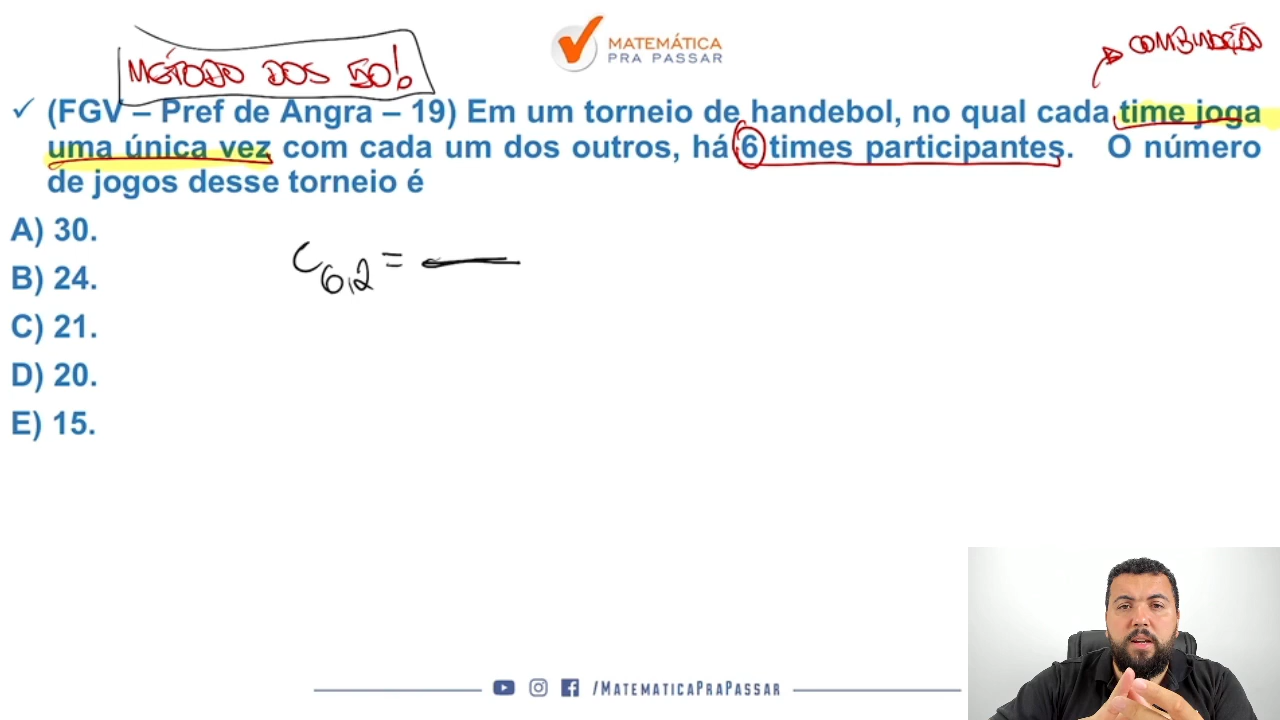 MÉTODO DOS 50!
MATEMÁTICA
PRA PASSAR
COMBINAÇÃO
✓ (FGV – Pref de Angra – 19) Em um torneio de handebol, no qual cada time joga
uma única vez com cada um dos outros, há 6 times participantes. O número
de jogos desse torneio é
A) 30.
B) 24.
C) 21.
D) 20.
E) 15.
C6,2 =
/MATEMATICAPRAPASSAR